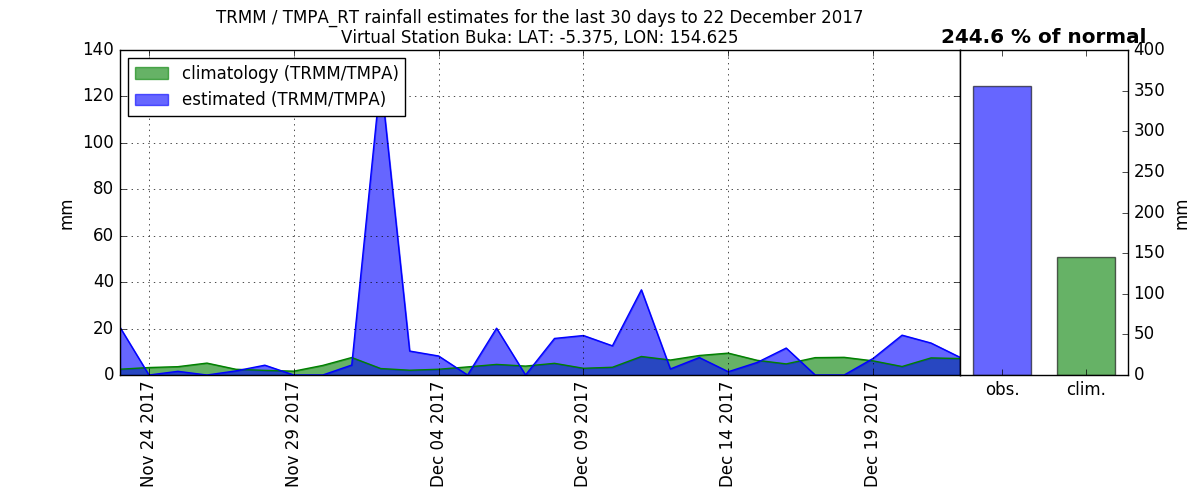 TRMM / TMPA_RT rainfall estimates for the last 30 days to 22 December 2017
Virtual Station Buka: LAT: -5.375, LON: 154.625
244.6 % of normal
climatology (TRMM/TMPA)
estimated (TRMM/TMPA)
140
120
100
80
60
40
20
0
mm
Nov 24 2017
Nov 29 2017
Dec 04 2017
Dec 09 2017
Dec 14 2017
Dec 19 2017
400
350
300
250
200
150
100
50
0
mm
obs.
clim.